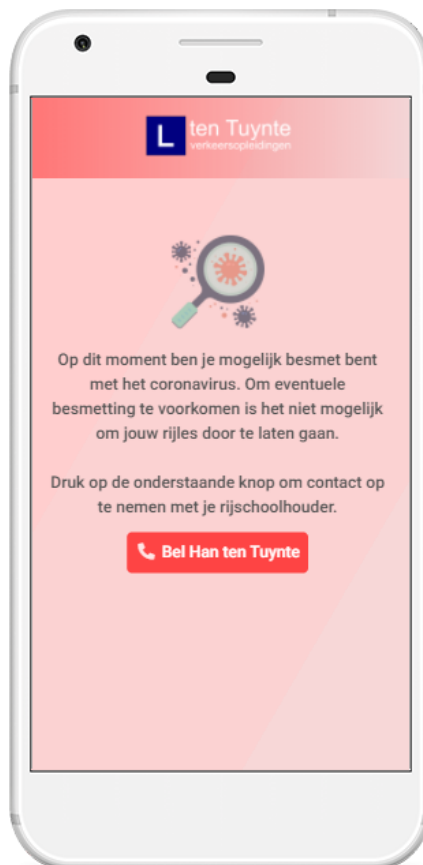 L
ten Tuynte
verkeersopleidingen
Op dit moment ben je mogelijk besmet bent
met het coronavirus. Om eventuele
besmetting te voorkomen is het niet mogelijk
om jouw rijles door te laten gaan.
Druk op de onderstaande knop om contact op
te nemen met je rijschoolhouder.
Bel Han ten Tuynte